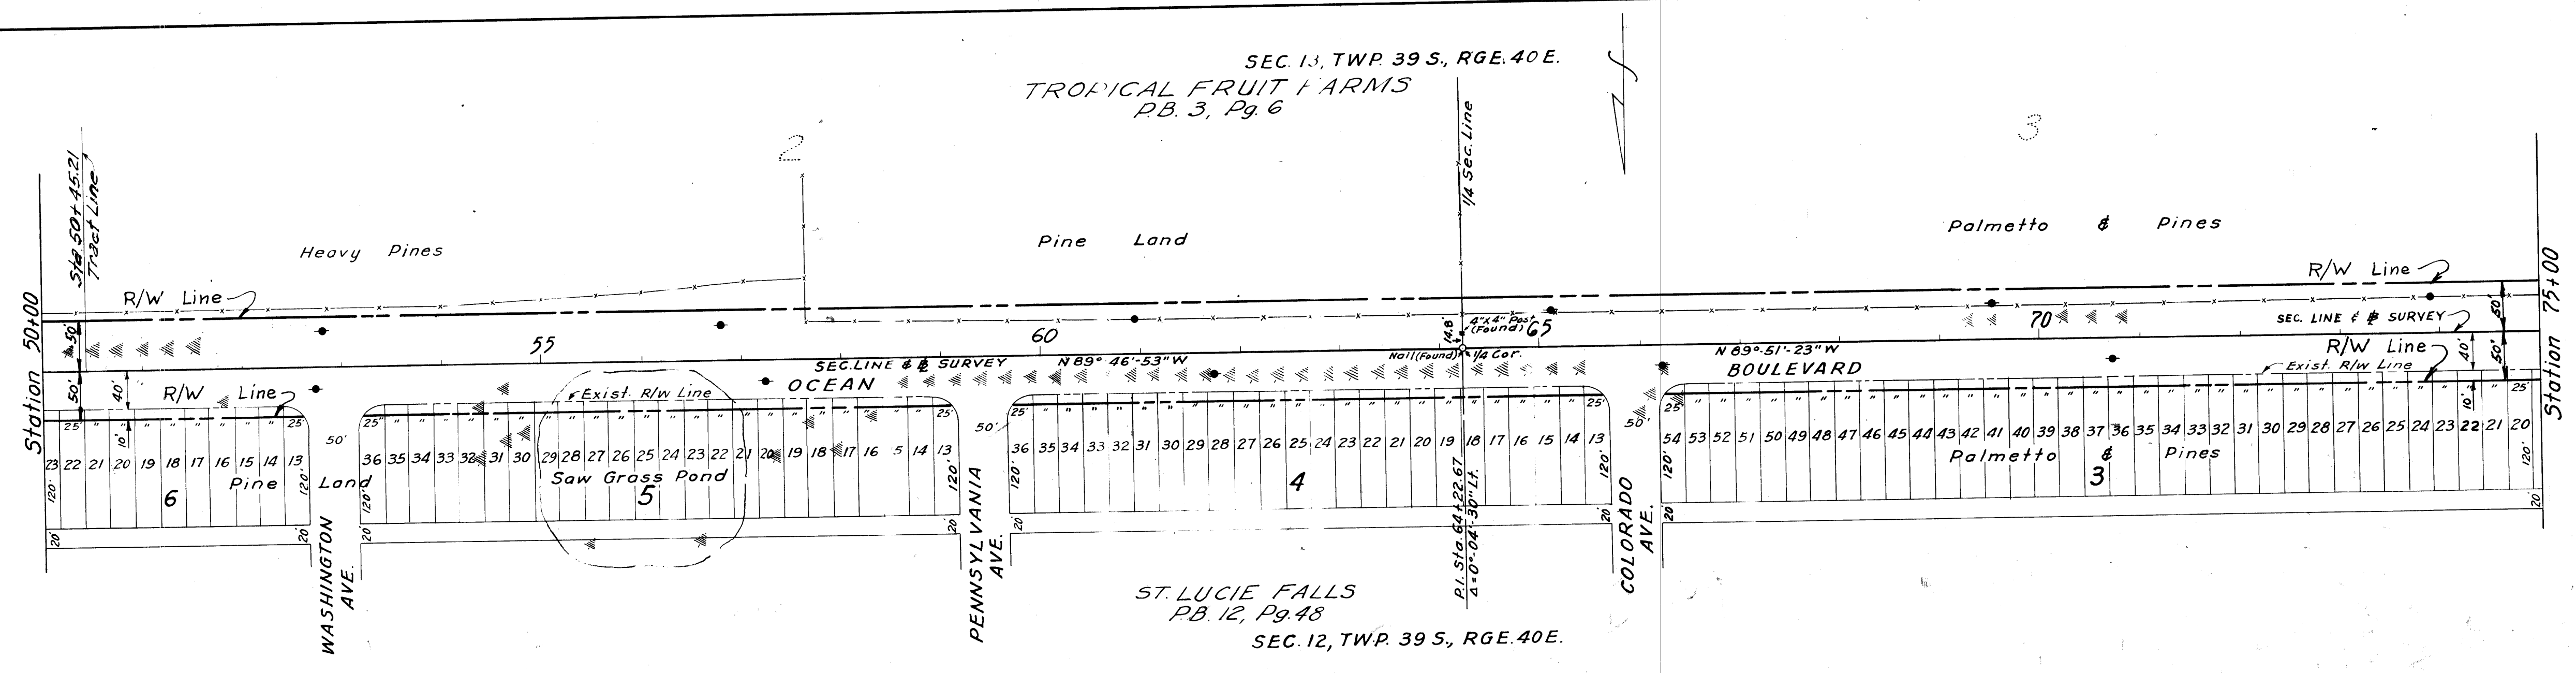 SEC. 13, TWP. 39 S., RGE. 40 E.
TROPICAL FRUIT FARMS
P.B. 3, Pg. 6
2
3
Sta. 50+45.21
Tract Line
1/4 Sec. Line
Heavy Pines
Pine Land
Palmetto & Pines
R/W Line
R/W Line
Station 50+00
50'
50'
40'
10'
55
60
65
70
4"x4" Post
(Found)
14.8'
Nail (Found)
1/4 Cor.
SEC. LINE & ⅊ SURVEY
N 89° 46'-53" W
N 89°-51'-23" W
SEC. LINE & ⅊ SURVEY
OCEAN BOULEVARD
R/W Line
Exist. R/W Line
Exist. R/W Line
R/W Line
50'
50'
40'
10'
Station 75+00
25' " " " " " " " " 25'
23 22 21 20 19 18 17 16 15 14 13
Pine Land
6
120'
120'
20'
20'
50'
WASHINGTON
AVE.
25' " " " " " " " " " " " " " " " " " " " " " " 25'
36 35 34 33 32 31 30 29 28 27 26 25 24 23 22 21 20 19 18 17 16 5 14 13
Saw Grass Pond
5
120'
120'
20'
20'
50'
PENNSYLVANIA
AVE.
25' " " " " " " " " " " " " " " " " " " " " " " 25'
36 35 34 33 32 31 30 29 28 27 26 25 24 23 22 21 20 19 18 17 16 15 14 13
4
120'
120'
20'
20'
P.I. Sta. 64+22.67
Δ=0°-04'-30" Lt.
50'
COLORADO
AVE.
25' " " " " " " " " " " " " " " " " " " " " " " " " " " " " " " " " " 25'
54 53 52 51 50 49 48 47 46 45 44 43 42 41 40 39 38 37 36 35 34 33 32 31 30 29 28 27 26 25 24 23 22 21 20
Palmetto & Pines
3
120'
120'
20'
20'
ST. LUCIE FALLS
P.B. 12, Pg. 48
SEC. 12, TWP. 39 S., RGE. 40 E.